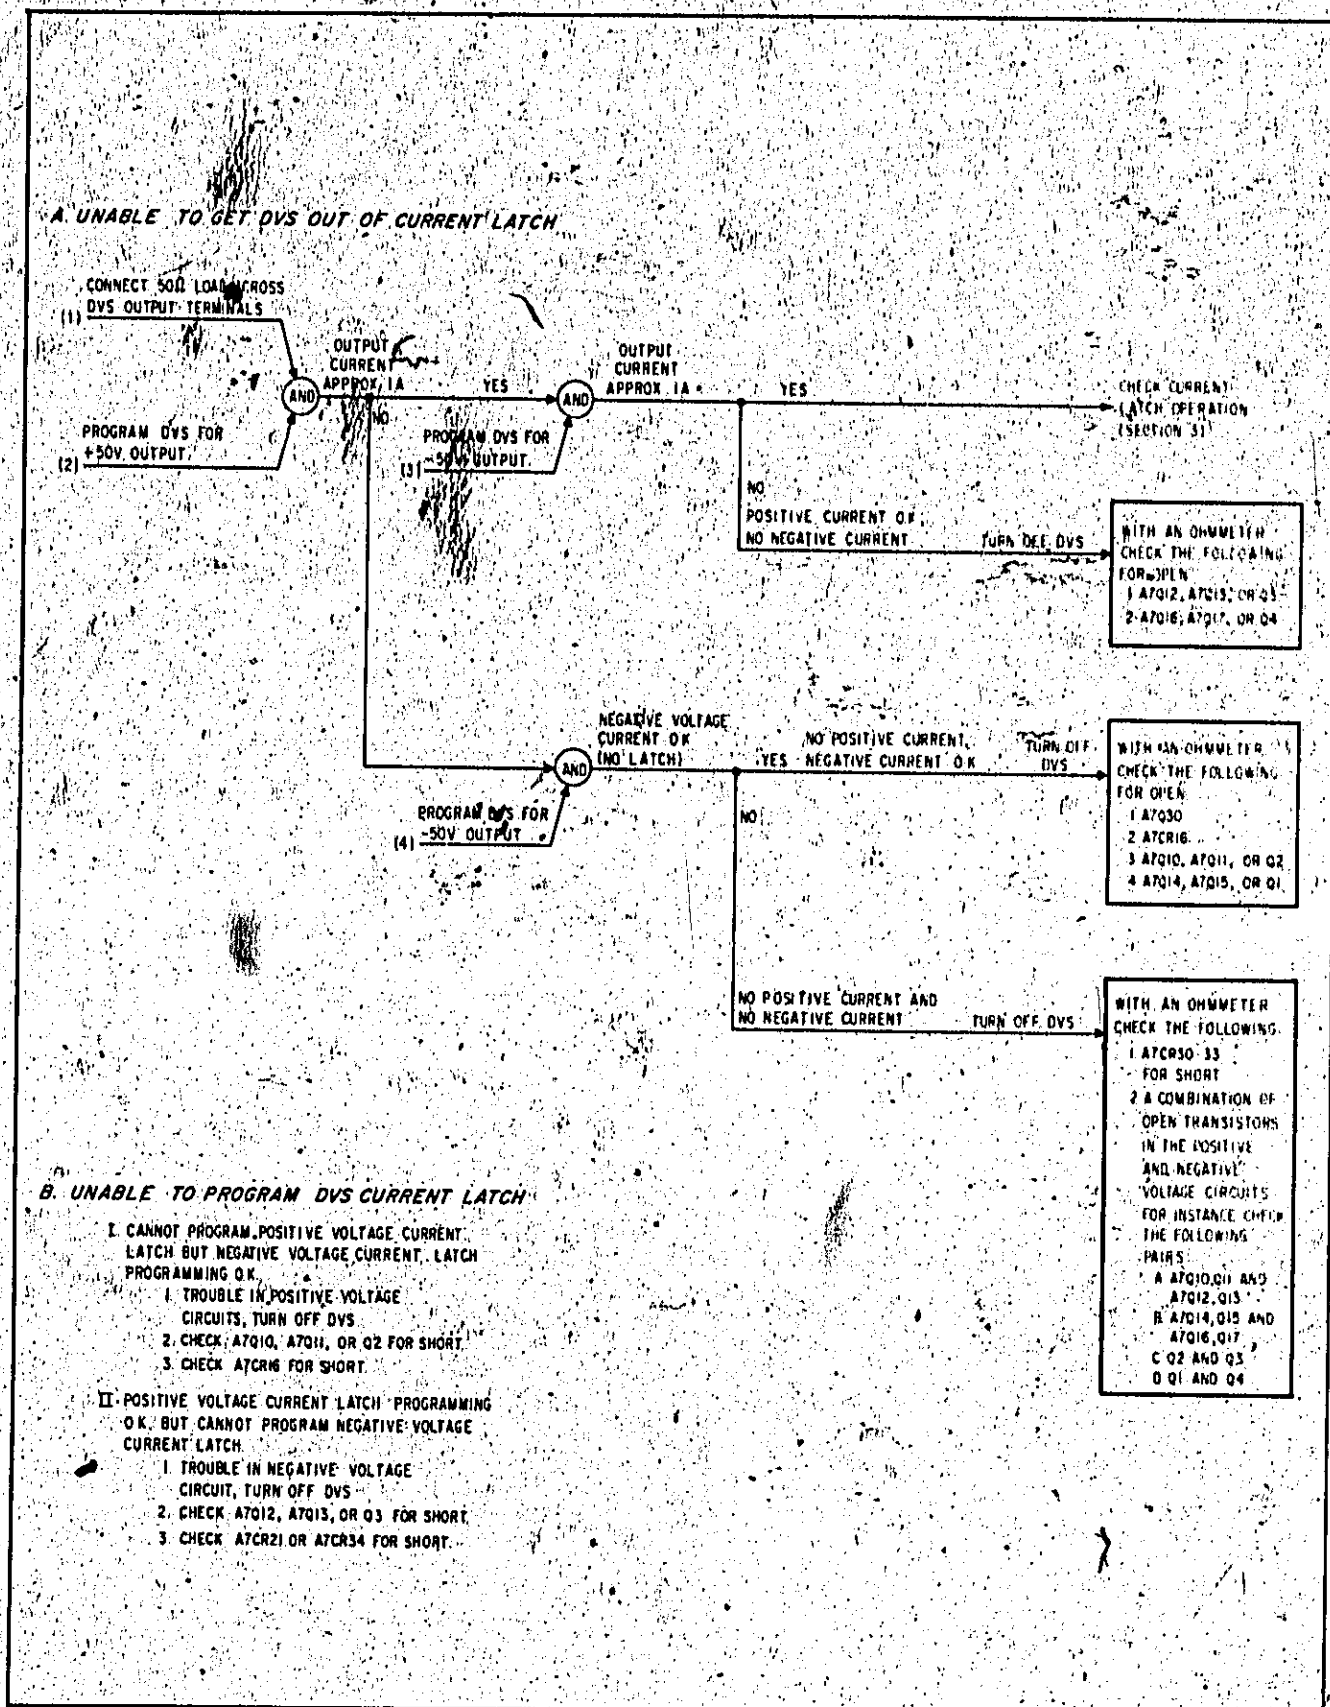 A. UNABLE TO GET DVS OUT OF CURRENT LATCH
CONNECT 50Ω LOAD ACROSS
(1) DVS OUTPUT TERMINALS
AND
PROGRAM DVS FOR
(2) +50V OUTPUT.
OUTPUT
CURRENT
APPROX 1A
YES
NO
AND
PROGRAM DVS FOR
(3) -50V OUTPUT
OUTPUT
CURRENT
APPROX 1A
YES
CHECK CURRENT
LATCH OPERATION
(SECTION 3)
NO
POSITIVE CURRENT O.K.,
NO NEGATIVE CURRENT
TURN OFF DVS
WITH AN OHMMETER
CHECK THE FOLLOWING
FOR OPEN
1 A7Q12, A7Q13, OR Q3
2 A7Q16, A7Q17, OR Q4
AND
PROGRAM DVS FOR
(4) -50V OUTPUT
NEGATIVE VOLTAGE
CURRENT OK
(NO LATCH)
YES
NO POSITIVE CURRENT,
NEGATIVE CURRENT O K
TURN OFF
DVS
WITH AN OHMMETER
CHECK THE FOLLOWING
FOR OPEN
1 A7Q30
2 A7CR16
3 A7Q10, A7Q11, OR Q2
4 A7Q14, A7Q15, OR Q1
NO
NO POSITIVE CURRENT AND
NO NEGATIVE CURRENT
TURN OFF DVS
WITH AN OHMMETER
CHECK THE FOLLOWING
1 A7CR30-33
FOR SHORT
2 A COMBINATION OF
OPEN TRANSISTORS
IN THE POSITIVE
AND NEGATIVE
VOLTAGE CIRCUITS
FOR INSTANCE CHECK
THE FOLLOWING
PAIRS
A A7Q10,Q11 AND
A7Q12,Q13
B A7Q14,Q15 AND
A7Q16,Q17
C Q2 AND Q3
D Q1 AND Q4
B. UNABLE TO PROGRAM DVS CURRENT LATCH
I. CANNOT PROGRAM POSITIVE VOLTAGE CURRENT
LATCH BUT NEGATIVE VOLTAGE CURRENT LATCH
PROGRAMMING O.K.
1. TROUBLE IN POSITIVE VOLTAGE
CIRCUITS, TURN OFF DVS
2. CHECK A7Q10, A7Q11, OR Q2 FOR SHORT
3. CHECK A7CR16 FOR SHORT
II. POSITIVE VOLTAGE CURRENT LATCH PROGRAMMING
O.K. BUT CANNOT PROGRAM NEGATIVE VOLTAGE
CURRENT LATCH
1. TROUBLE IN NEGATIVE VOLTAGE
CIRCUIT, TURN OFF DVS
2. CHECK A7Q12, A7Q13, OR Q3 FOR SHORT
3. CHECK A7CR21 OR A7CR34 FOR SHORT.